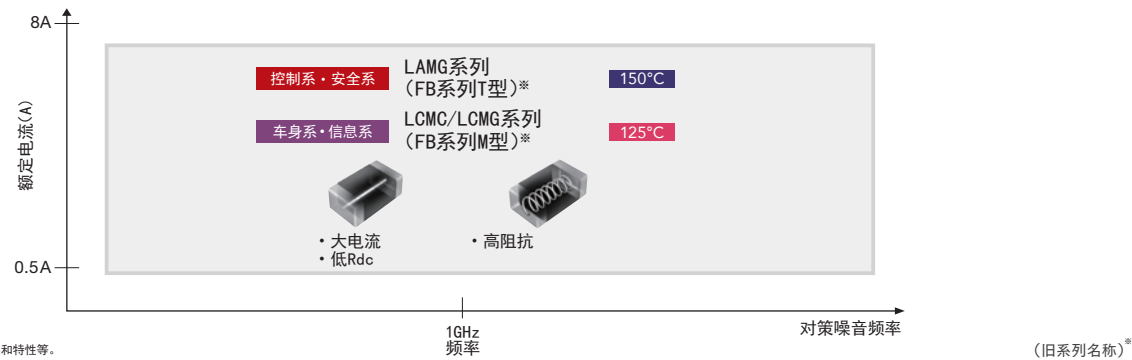 8A
控制系・安全系 LAMG系列 150°C
(FB系列T型)※
车身系・信息系 LCMC/LCMG系列 125°C
(FB系列M型)※
额定电流(A)
・大电流 ・高阻抗
・低Rdc
0.5A
1GHz 对策噪音频率
频率
和特性等。 (旧系列名称)※